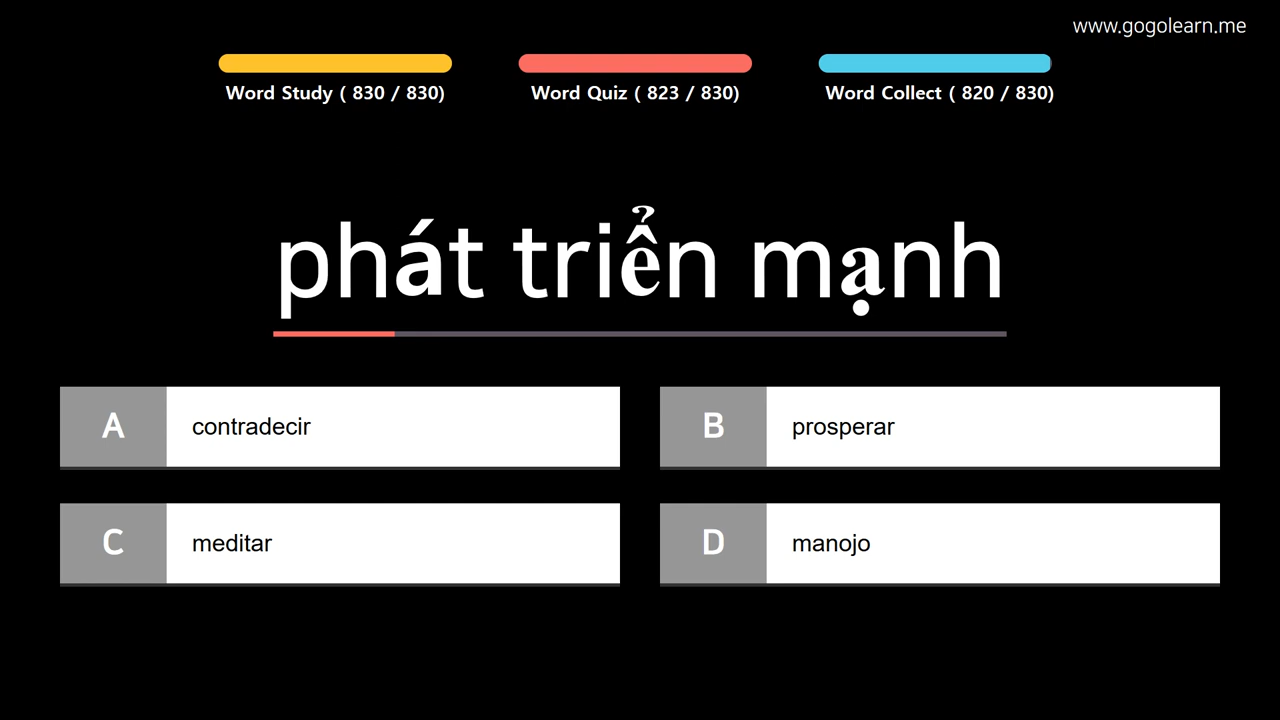 www.gogolearn.me
Word Study ( 830 / 830)
Word Quiz ( 823 / 830)
Word Collect ( 820 / 830)
phát triển mạnh
A contradecir
B prosperar
C meditar
D manojo